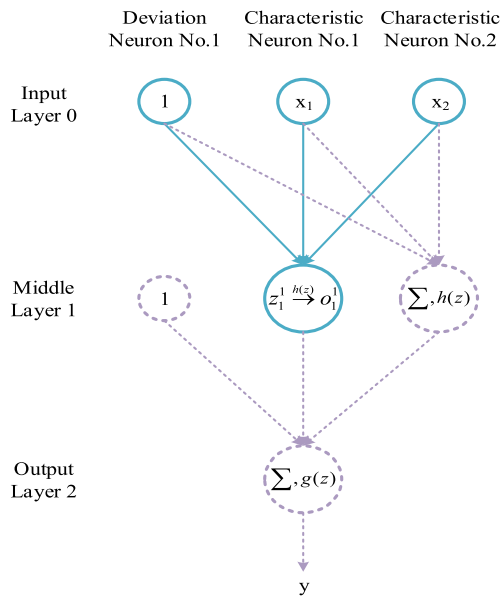 Deviation
Neuron No.1
Characteristic
Neuron No.1
Characteristic
Neuron No.2
Input
Layer 0
1
x₁
x₂
Middle
Layer 1
1
z₁¹ h(z)→ o₁¹
∑, h(z)
Output
Layer 2
∑, g(z)
y